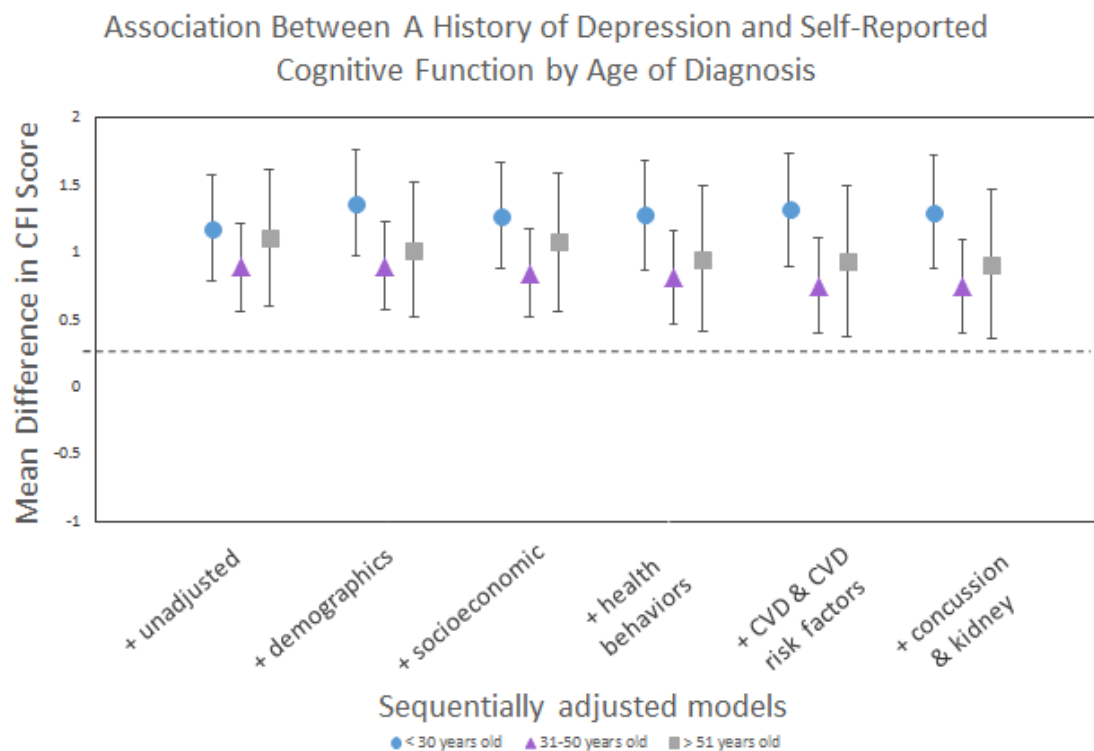 Association Between A History of Depression and Self-Reported
Cognitive Function by Age of Diagnosis
Mean Difference in CFI Score
2
1.5
1
0.5
0
-0.5
-1
+ unadjusted
+ demographics
+ socioeconomic
+ health
behaviors
+ CVD & CVD
risk factors
+ concussion
& kidney
Sequentially adjusted models
< 30 years old
31-50 years old
> 51 years old